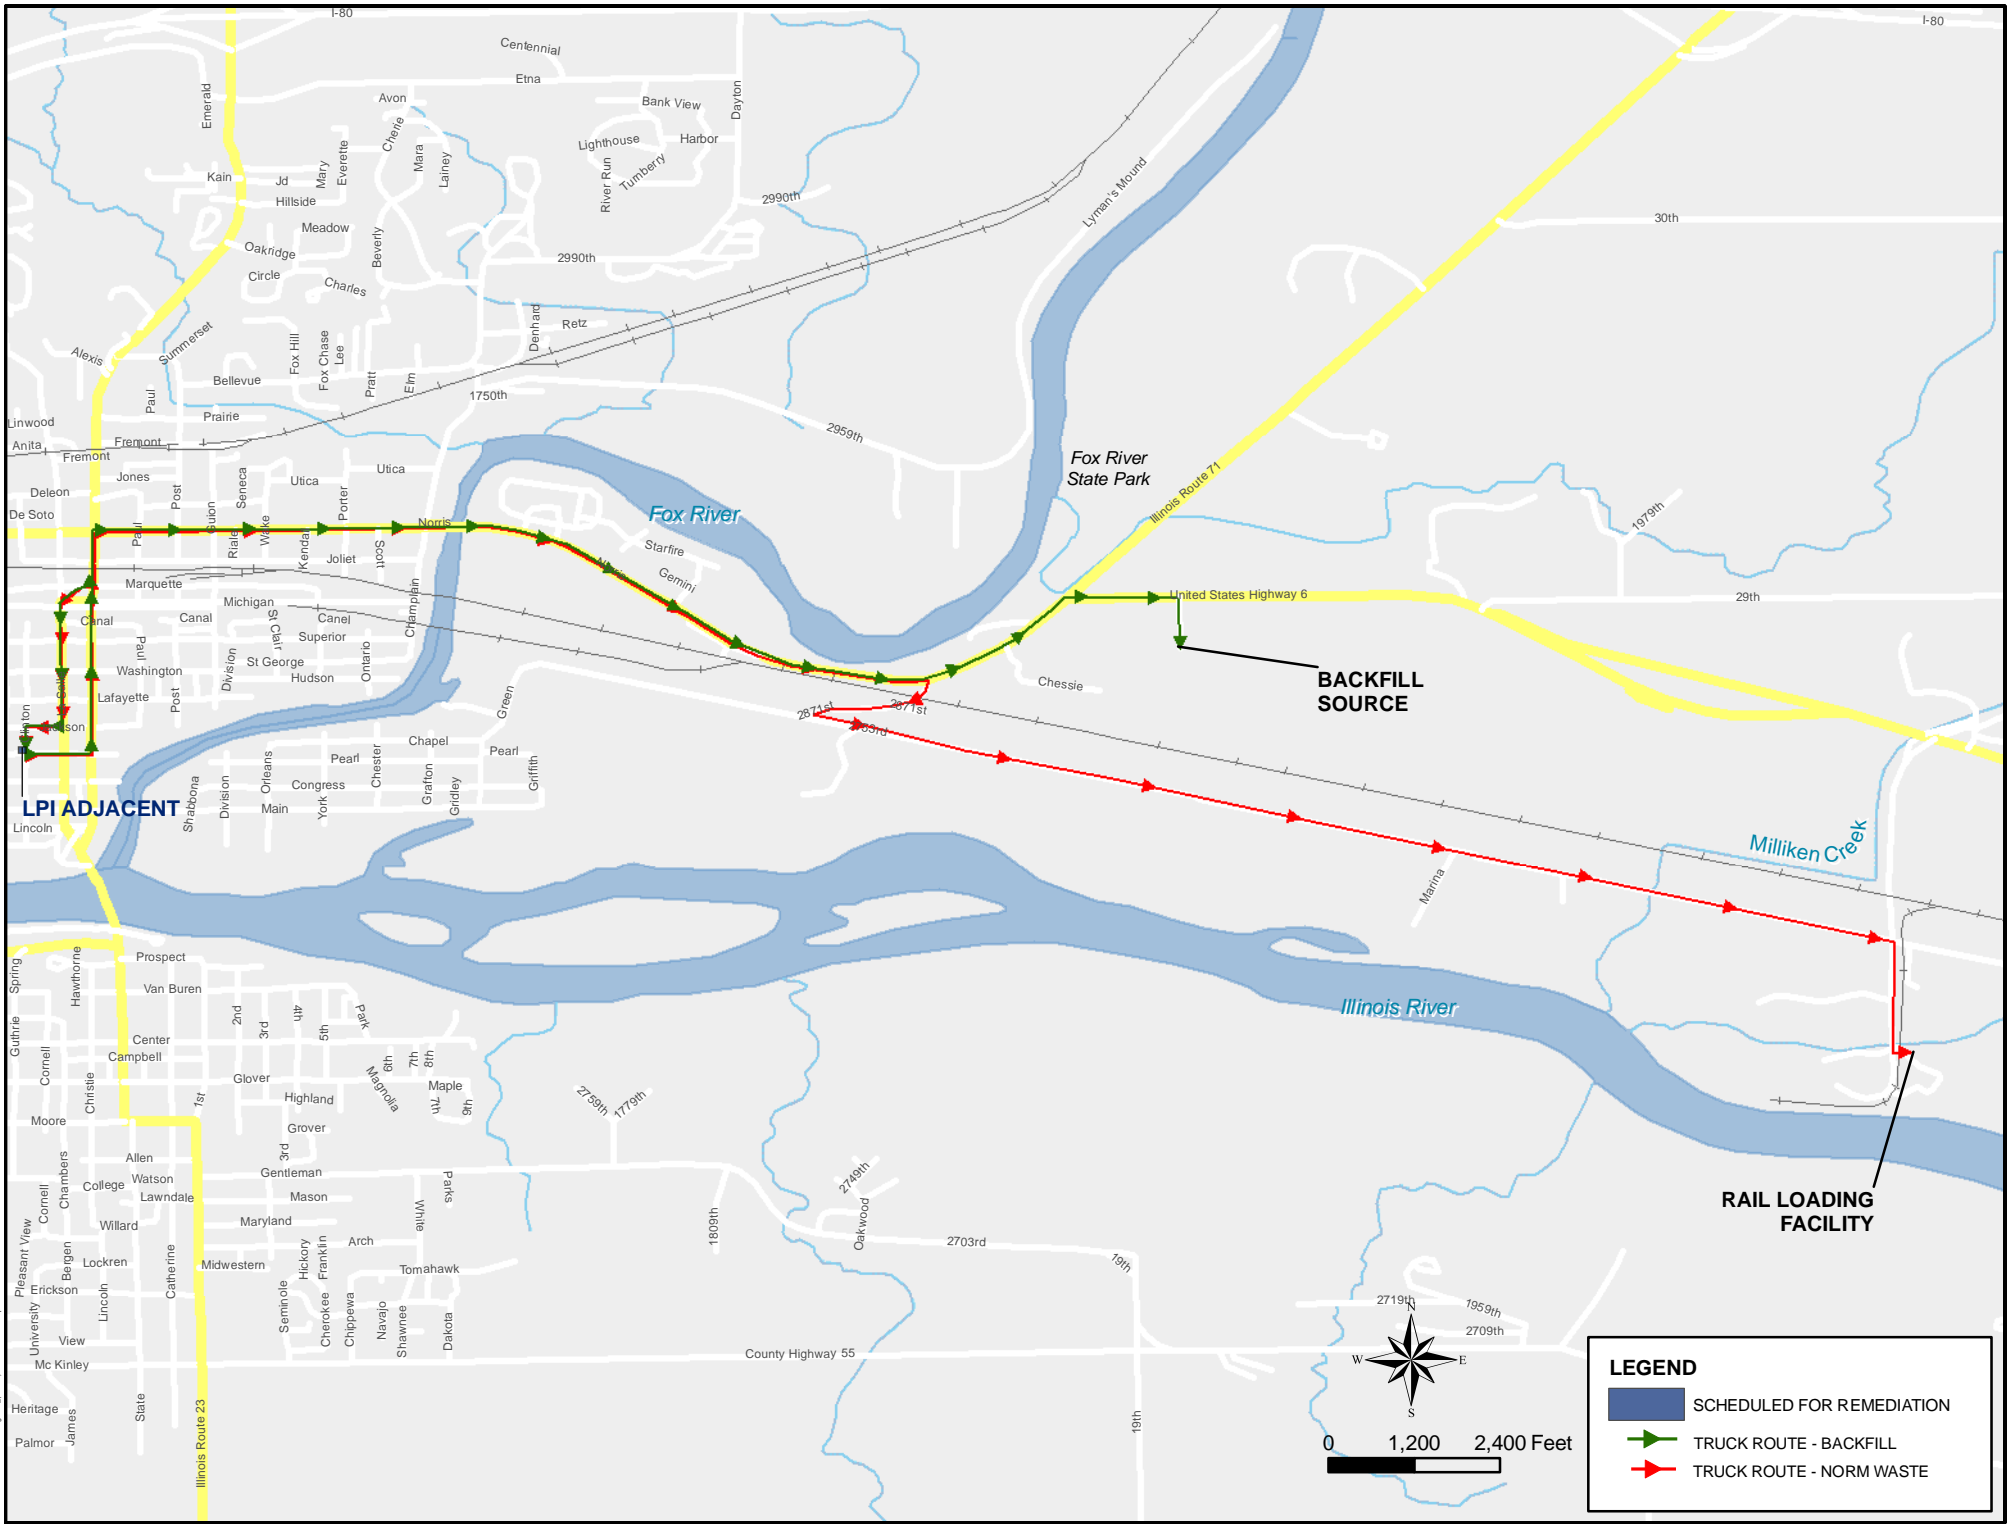 I-80
I-80
Centennial
Etna
Emerald
Avon
Cherie
Bank View
Dayton
Lighthouse
Harbor
Mara
Lainey
Everette
Mary
Kain
Jd
Hillside
River Run
Tumberry
2990th
Lyman's Mound
30th
Meadow
Oakridge
Beverly
Circle
Charles
2990th
Denhard
Retz
Summerset
Alexis
Fox Hill
Fox Chase
Lee
Bellevue
Pratt
Elm
1750th
Paul
Prairie
Linwood
Anita
Fremont
Fremont
2959th
Jones
Utica
Utica
Deleon
Post
Seneca
Porter
De Soto
Guion
Fox River
State Park
Illinois Route 71
Fox River
1979th
Paul
Riale
Wake
Kendal
Norris
Joliet
Scott
Starfire
Gemini
Marquette
Champlain
Michigan
Canal
Canal
St Clair
Canel
Superior
United States Highway 6
29th
Paul
Washington
Division
St George
Hudson
Ontario
Lafayette
Post
Green
Chessie
BACKFILL
SOURCE
2871st
2871st
Chapel
Pearl
Pearl
Griffith
Orleans
Chester
Grafton
Gridley
Congress
Division
Shabbona
Main
York
LPI ADJACENT
Lincoln
Milliken Creek
Marina
Illinois River
Prospect
Spring
Hawthorne
Van Buren
2nd
3rd
4th
5th
Park
Guthrie
Center
Cornell
Campbell
6th
7th
8th
Glover
Magnolia
Maple
Christie
1st
Highland
7th
9th
Moore
Grover
3rd
2759th
1779th
Allen
Chambers
Gentleman
Watson
College
Lawndale
Mason
Cornell
Parks
White
2749th
Oakwood
1809th
Willard
Maryland
Pleasant View
Arch
Hickory
Franklin
2703rd
19th
Bergen
Lockren
Catherine
Midwestern
Tomahawk
Erickson
Lincoln
Seminole
Cherokee
Chippewa
Navajo
Shawnee
Dakota
University
View
Mc Kinley
County Highway 55
2719th
1959th
2709th
RAIL LOADING
FACILITY
Heritage
James
State
Illinois Route 23
19th
Palmor
N
W
E
S
0 1,200 2,400 Feet
LEGEND
SCHEDULED FOR REMEDIATION
TRUCK ROUTE - BACKFILL
TRUCK ROUTE - NORM WASTE